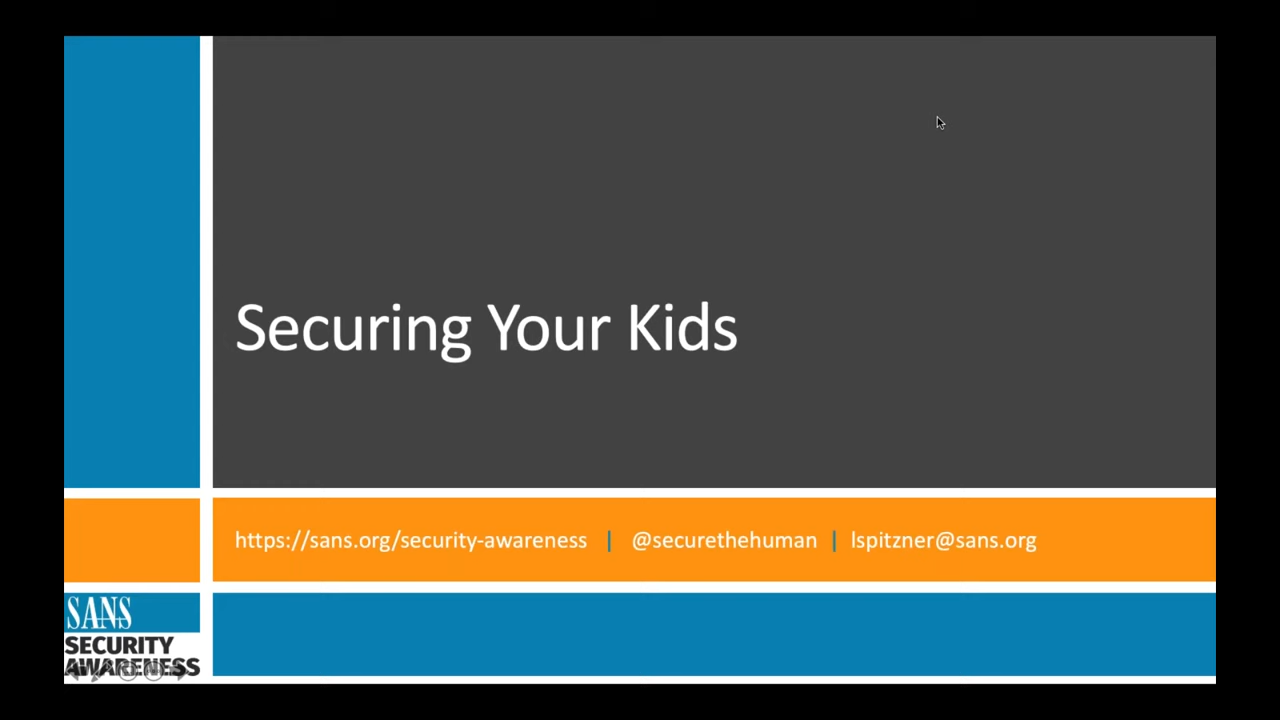 Securing Your Kids
https://sans.org/security-awareness | @securethehuman | lspitzner@sans.org
SANS
SECURITY
AWARENESS